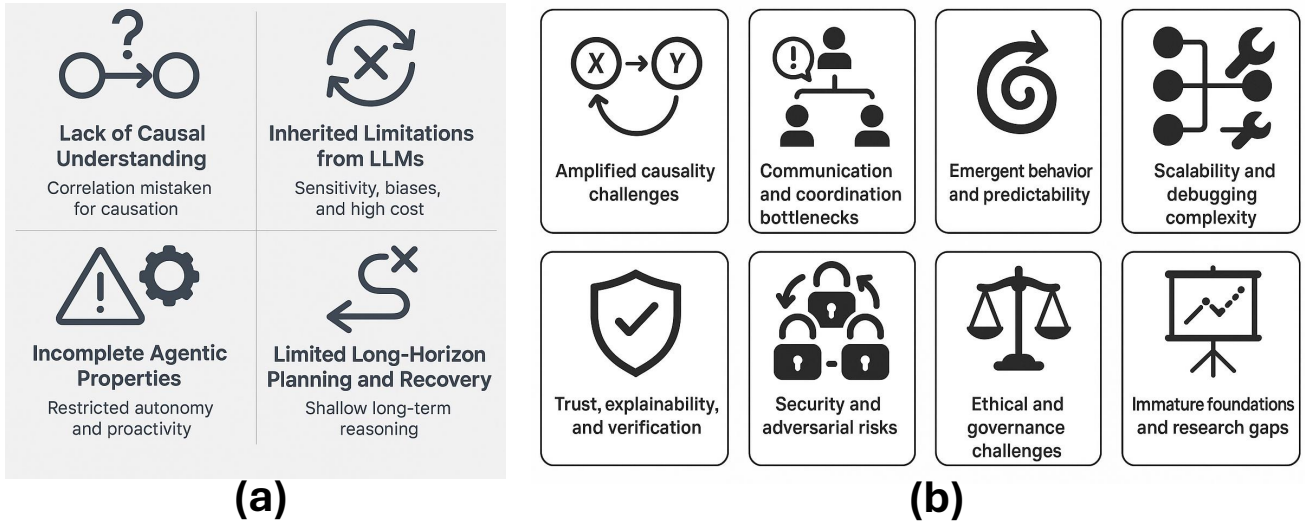 ?
Lack of Causal
Understanding
Correlation mistaken
for causation
Inherited Limitations
from LLMs
Sensitivity, biases,
and high cost
!
Incomplete Agentic
Properties
Restricted autonomy
and proactivity
Limited Long-Horizon
Planning and Recovery
Shallow long-term
reasoning
(a)
X Y
Amplified causality
challenges
!
Communication
and coordination
bottlenecks
Emergent behavior
and predictability
Scalability and
debugging
complexity
Trust, explainability,
and verification
Security and
adversarial risks
Ethical and
governance
challenges
Immature foundations
and research gaps
(b)